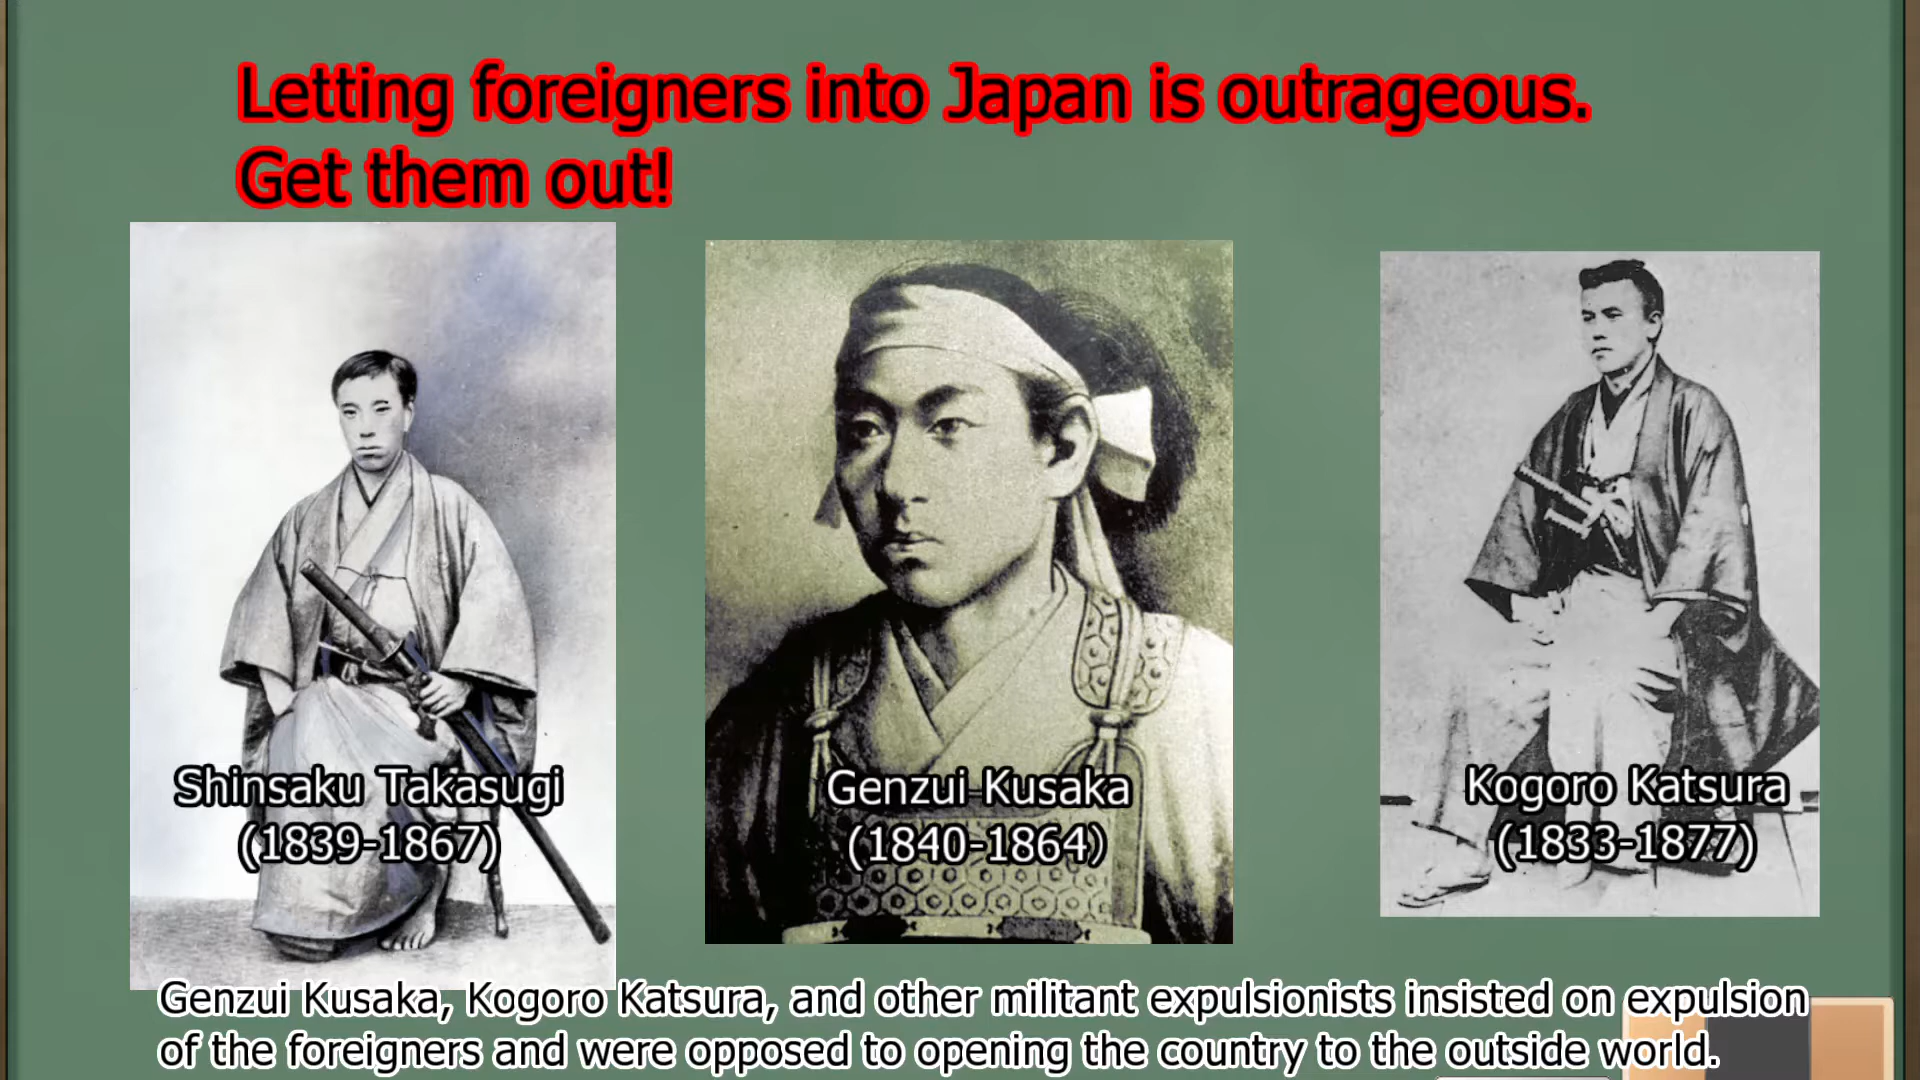 Letting foreigners into Japan is outrageous.
Get them out!
Shinsaku Takasugi
(1839-1867)
Genzui Kusaka
(1840-1864)
Kogoro Katsura
(1833-1877)
Genzui Kusaka, Kogoro Katsura, and other militant expulsionists insisted on expulsion
of the foreigners and were opposed to opening the country to the outside world.